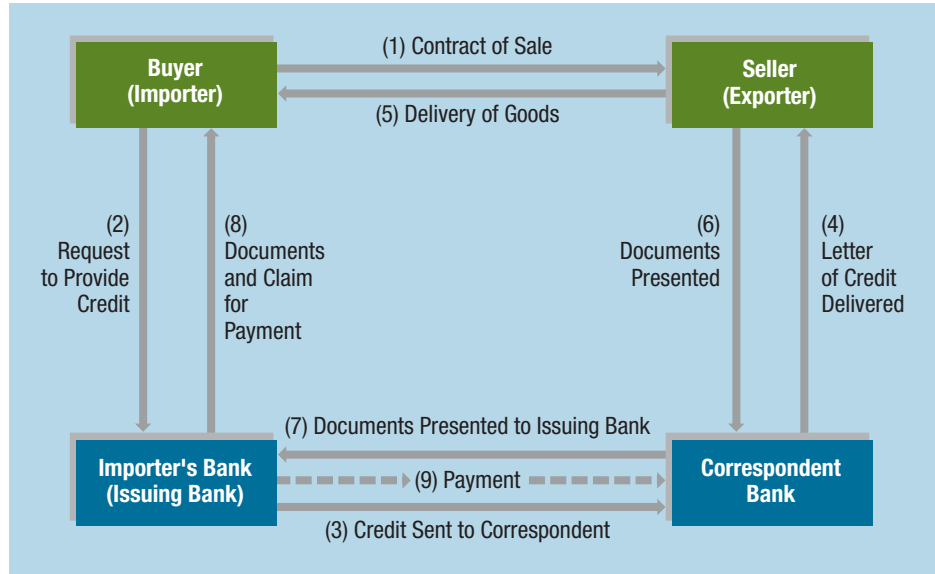 (1) Contract of Sale
Buyer
(Importer)
Seller
(Exporter)
(5) Delivery of Goods
(2)
Request
to Provide
Credit
(8)
Documents
and Claim
for
Payment
(6)
Documents
Presented
(4)
Letter
of Credit
Delivered
(7) Documents Presented to Issuing Bank
Importer's Bank
(Issuing Bank)
(9) Payment
Correspondent
Bank
(3) Credit Sent to Correspondent